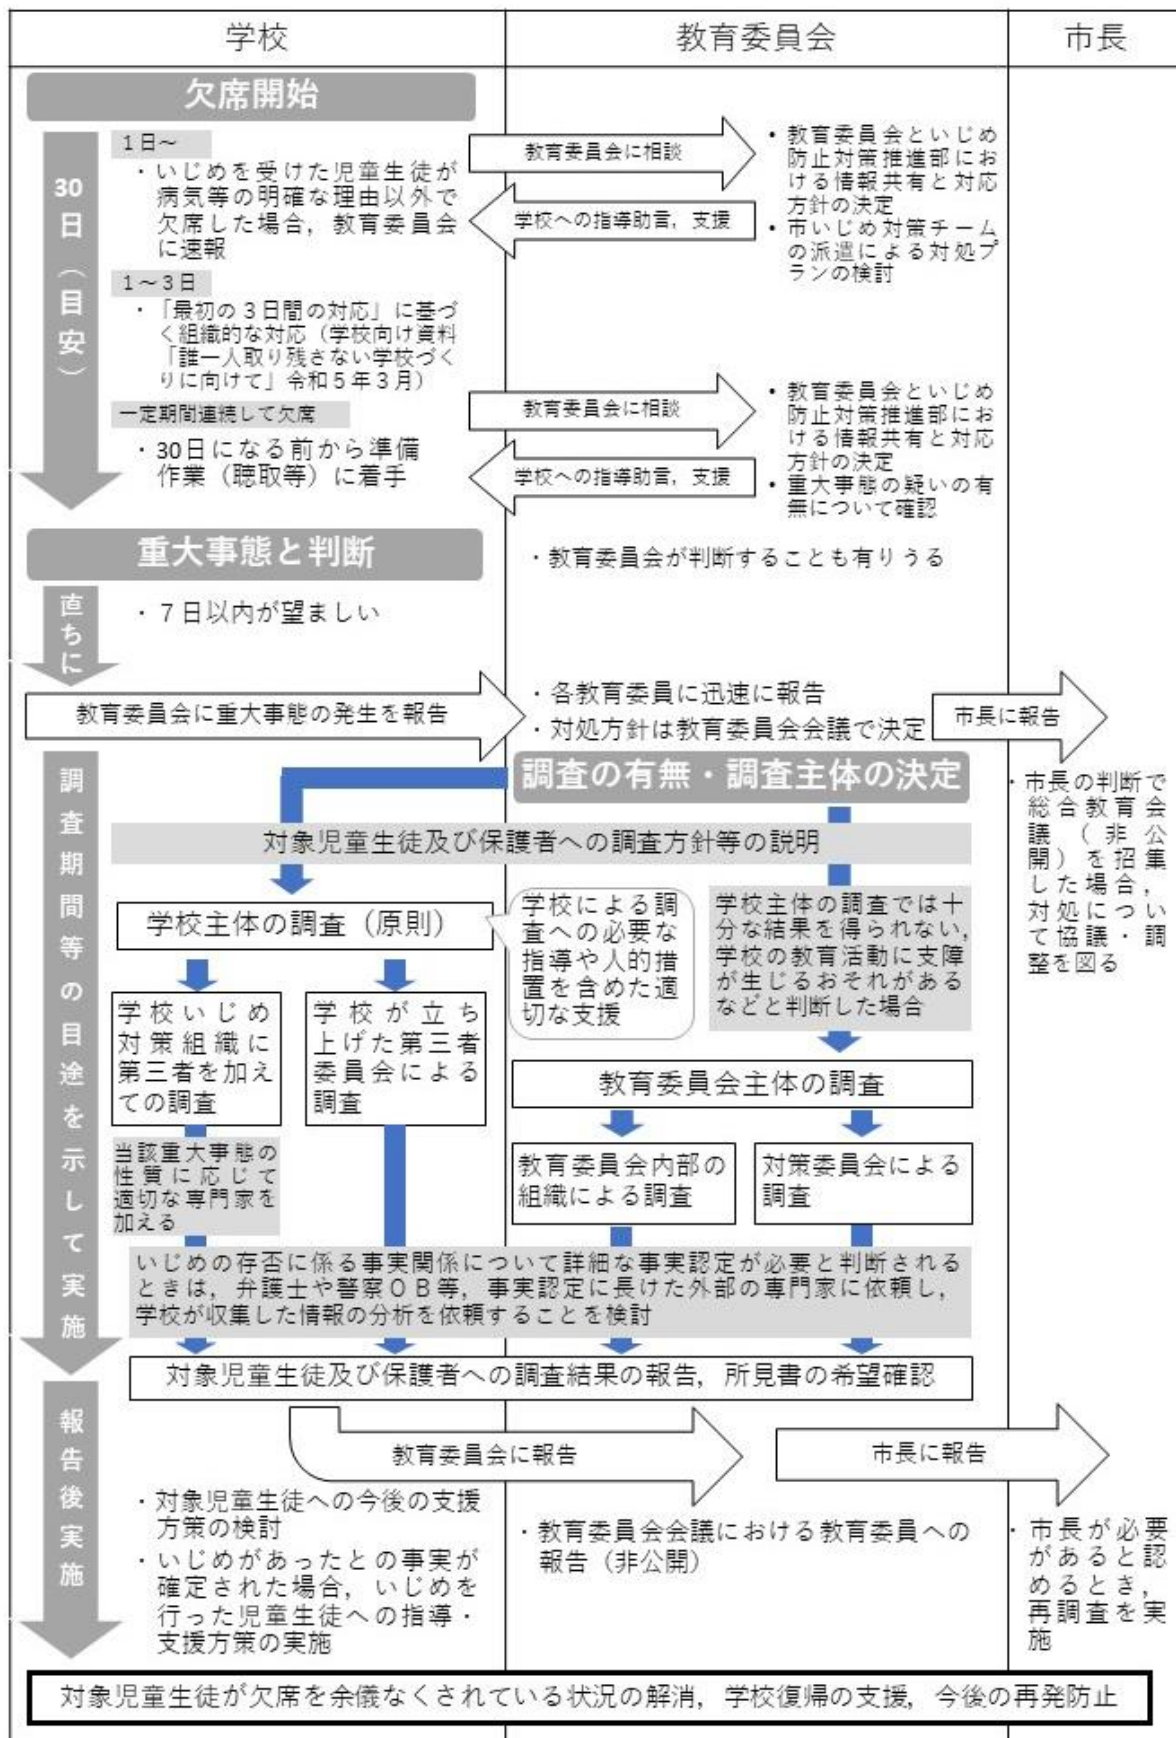 学校
教育委員会
市長
欠席開始
30日（目安）
１日～
・いじめを受けた児童生徒が
病気等の明確な理由以外で
欠席した場合，教育委員会
に速報
教育委員会に相談
学校への指導助言，支援
• 教育委員会といじめ
防止対策推進部にお
ける情報共有と対応
方針の決定
• 市いじめ対策チーム
の派遣による対処プ
ランの検討
１～３日
・「最初の３日間の対応」に基づ
く組織的な対応（学校向け資料
「誰一人取り残さない学校づく
りに向けて」令和５年３月）
一定期間連続して欠席
・30日になる前から準備
作業（聴取等）に着手
教育委員会に相談
学校への指導助言，支援
• 教育委員会といじめ
防止対策推進部にお
ける情報共有と対応
方針の決定
• 重大事態の疑いの有
無について確認
重大事態と判断
・教育委員会が判断することも有りうる
直ちに
・７日以内が望ましい
教育委員会に重大事態の発生を報告
・各教育委員に迅速に報告
・対処方針は教育委員会会議で決定
市長に報告
調査期間等の目途を示して実施
調査の有無・調査主体の決定
・市長の判断で
総合教育会
議（非公
開）を招集
した場合，
対処につい
て協議・調
整を図る
対象児童生徒及び保護者への調査方針等の説明
学校主体の調査（原則）
学校による調
査への必要な
指導や人的措
置を含めた適
切な支援
学校主体の調査では十
分な結果を得られない，
学校の教育活動に支障
が生じるおそれがある
などと判断した場合
学校いじめ
対策組織に
第三者を加え
ての調査
学校が立ち
上げた第三者
委員会による
調査
教育委員会主体の調査
当該重大事態の
性質に応じて
適切な専門家を
加える
教育委員会内部の
組織による調査
対策委員会による
調査
いじめの存否に係る事実関係について詳細な事実認定が必要と判断される
ときは，弁護士や警察ＯＢ等，事実認定に長けた外部の専門家に依頼し，
学校が収集した情報の分析を依頼することを検討
対象児童生徒及び保護者への調査結果の報告，所見書の希望確認
報告後実施
教育委員会に報告
市長に報告
・対象児童生徒への今後の支援
方策の検討
・いじめがあったとの事実が
確定された場合，いじめを
行った児童生徒への指導・
支援方策の実施
・教育委員会会議における教育委員への
報告（非公開）
・市長が必要
があると認
めるとき，
再調査を実
施
対象児童生徒が欠席を余儀なくされている状況の解消，学校復帰の支援，今後の再発防止